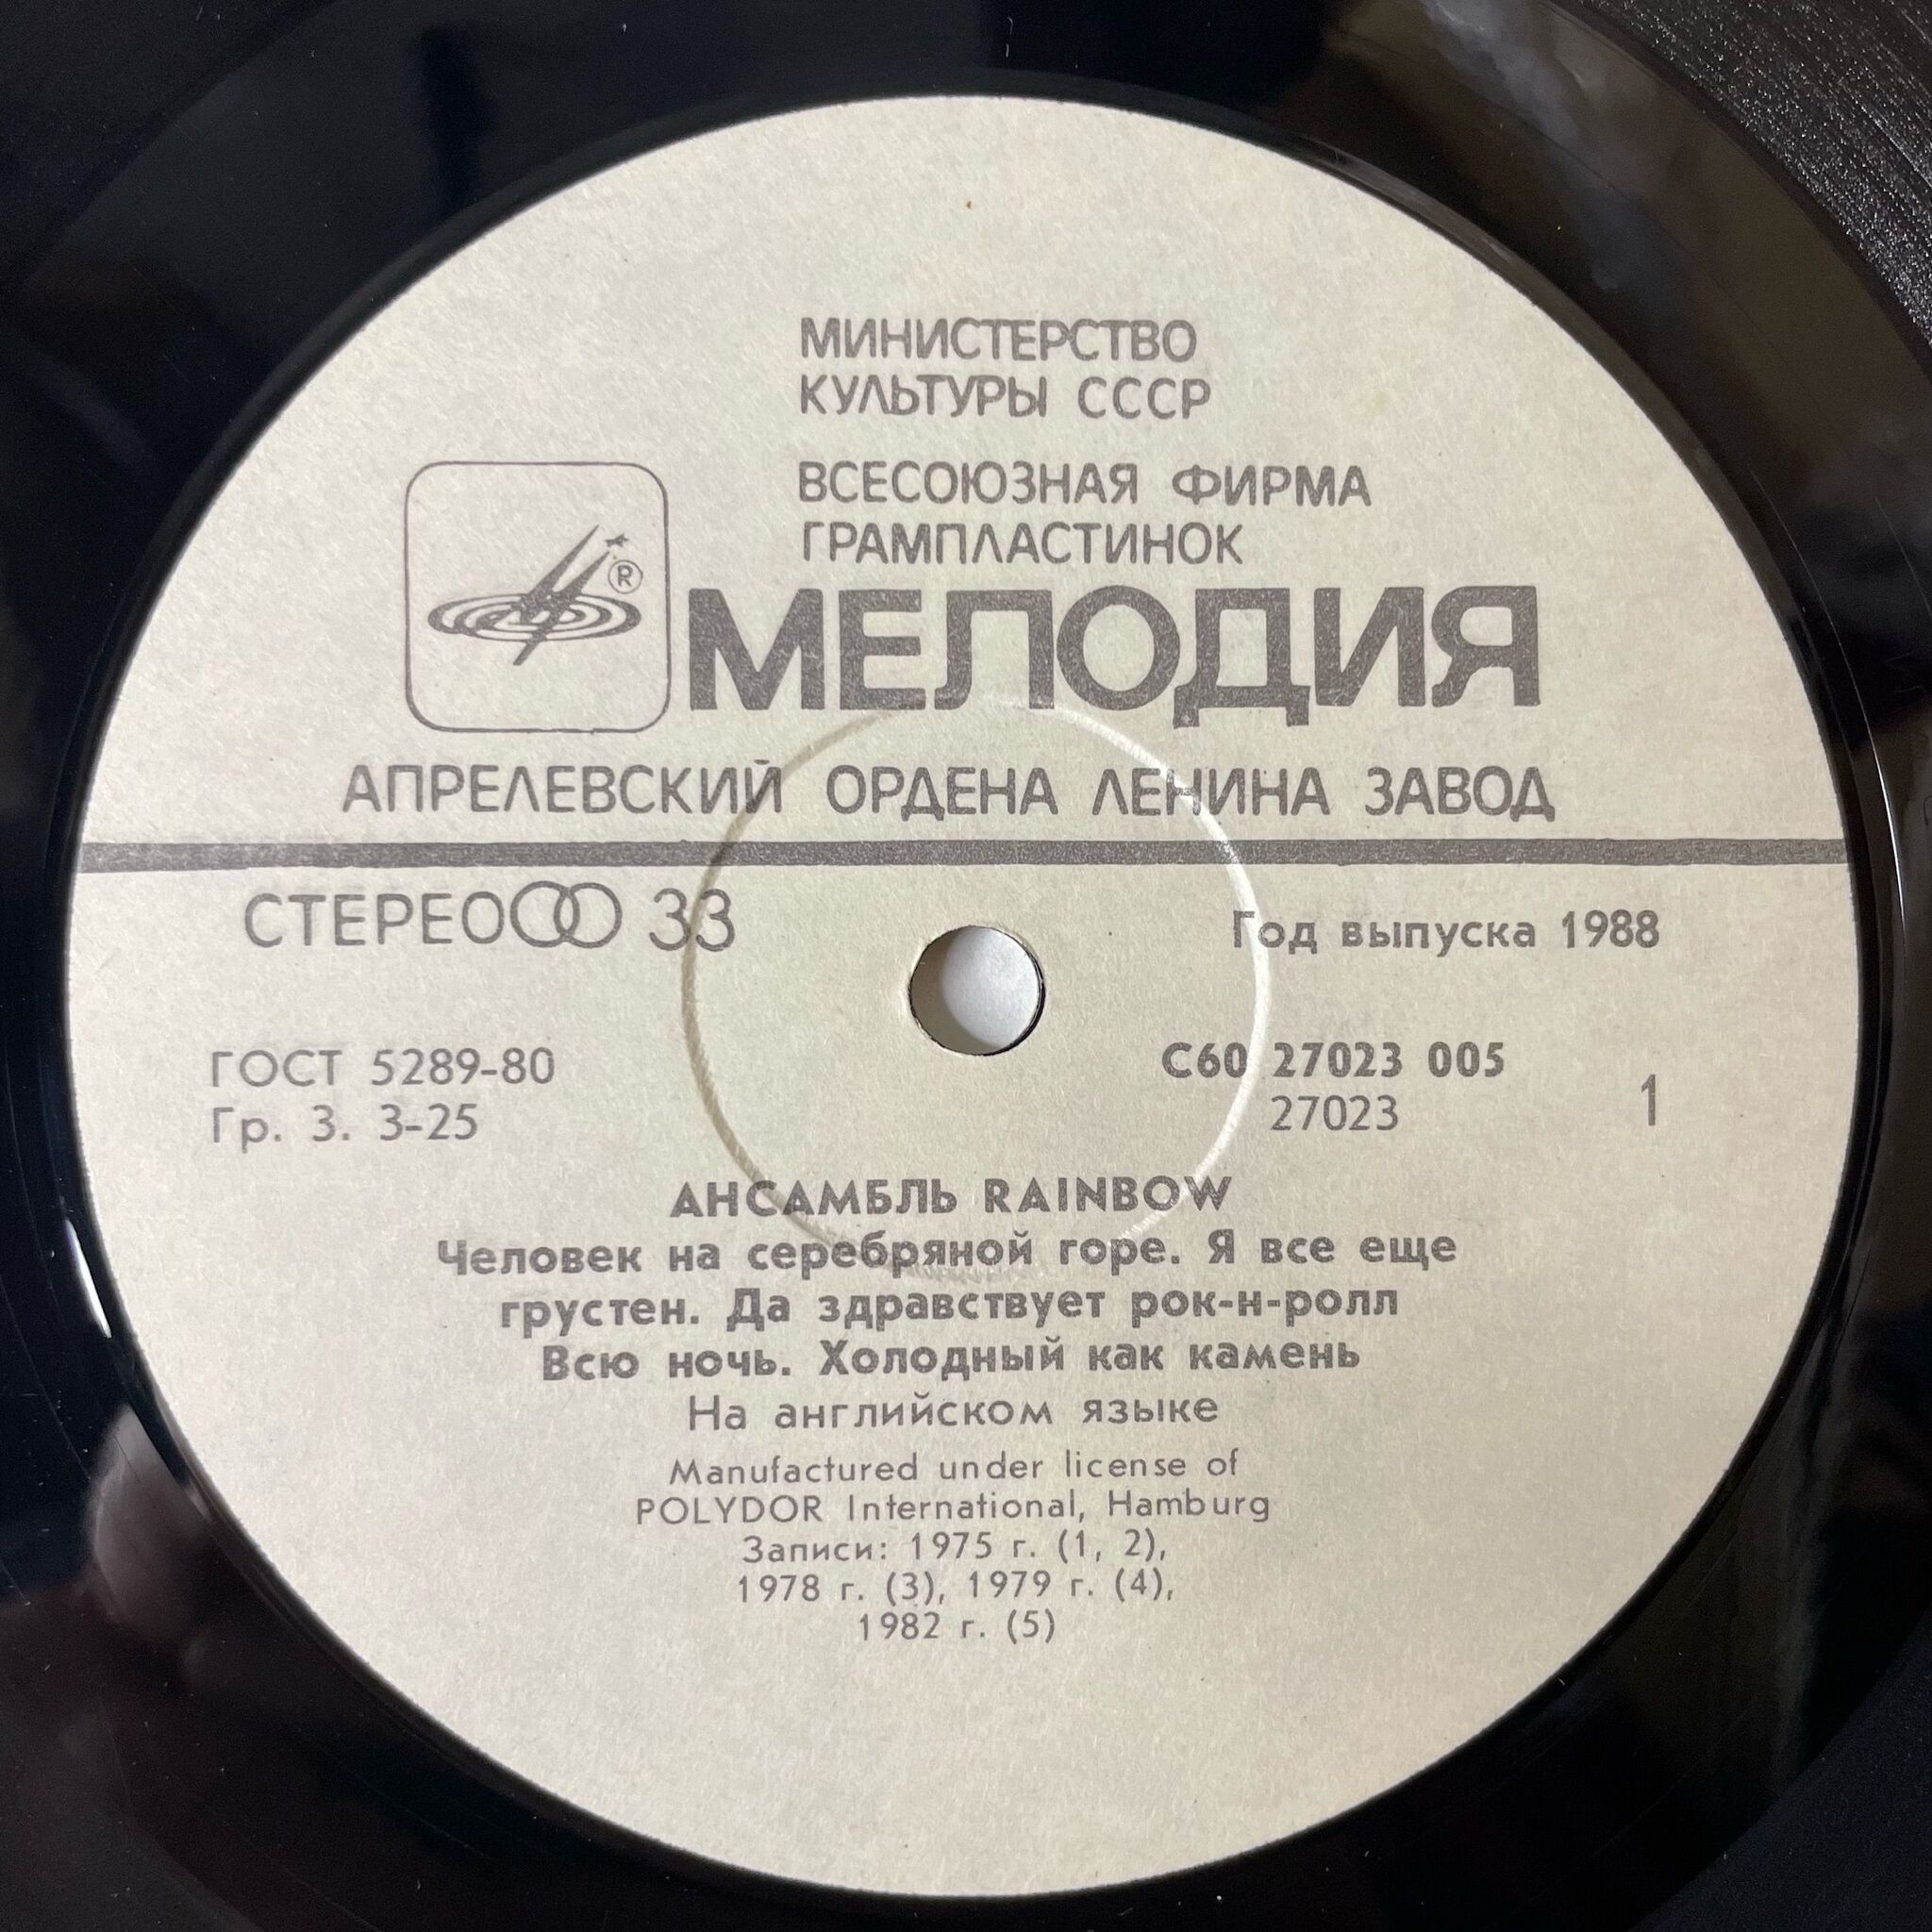 МИНИСТЕРСТВО
КУЛЬТУРЫ СССР
ВСЕСОЮЗНАЯ ФИРМА
ГРАМПЛАСТИНОК
®
МЕЛОДИЯ
АПРЕЛЕВСКИЙ ОРДЕНА ЛЕНИНА ЗАВОД
СТЕРЕО 33
Год выпуска 1988
ГОСТ 5289-80
Гр. 3. 3-25
С60 27023 005
27023
1
АНСАМБЛЬ RAINBOW
Человек на серебряной горе. Я все еще
грустен. Да здравствует рок-н-ролл
Всю ночь. Холодный как камень
На английском языке
Manufactured under license of
POLYDOR International, Hamburg
Записи: 1975 г. (1, 2),
1978 г. (3), 1979 г. (4),
1982 г. (5)